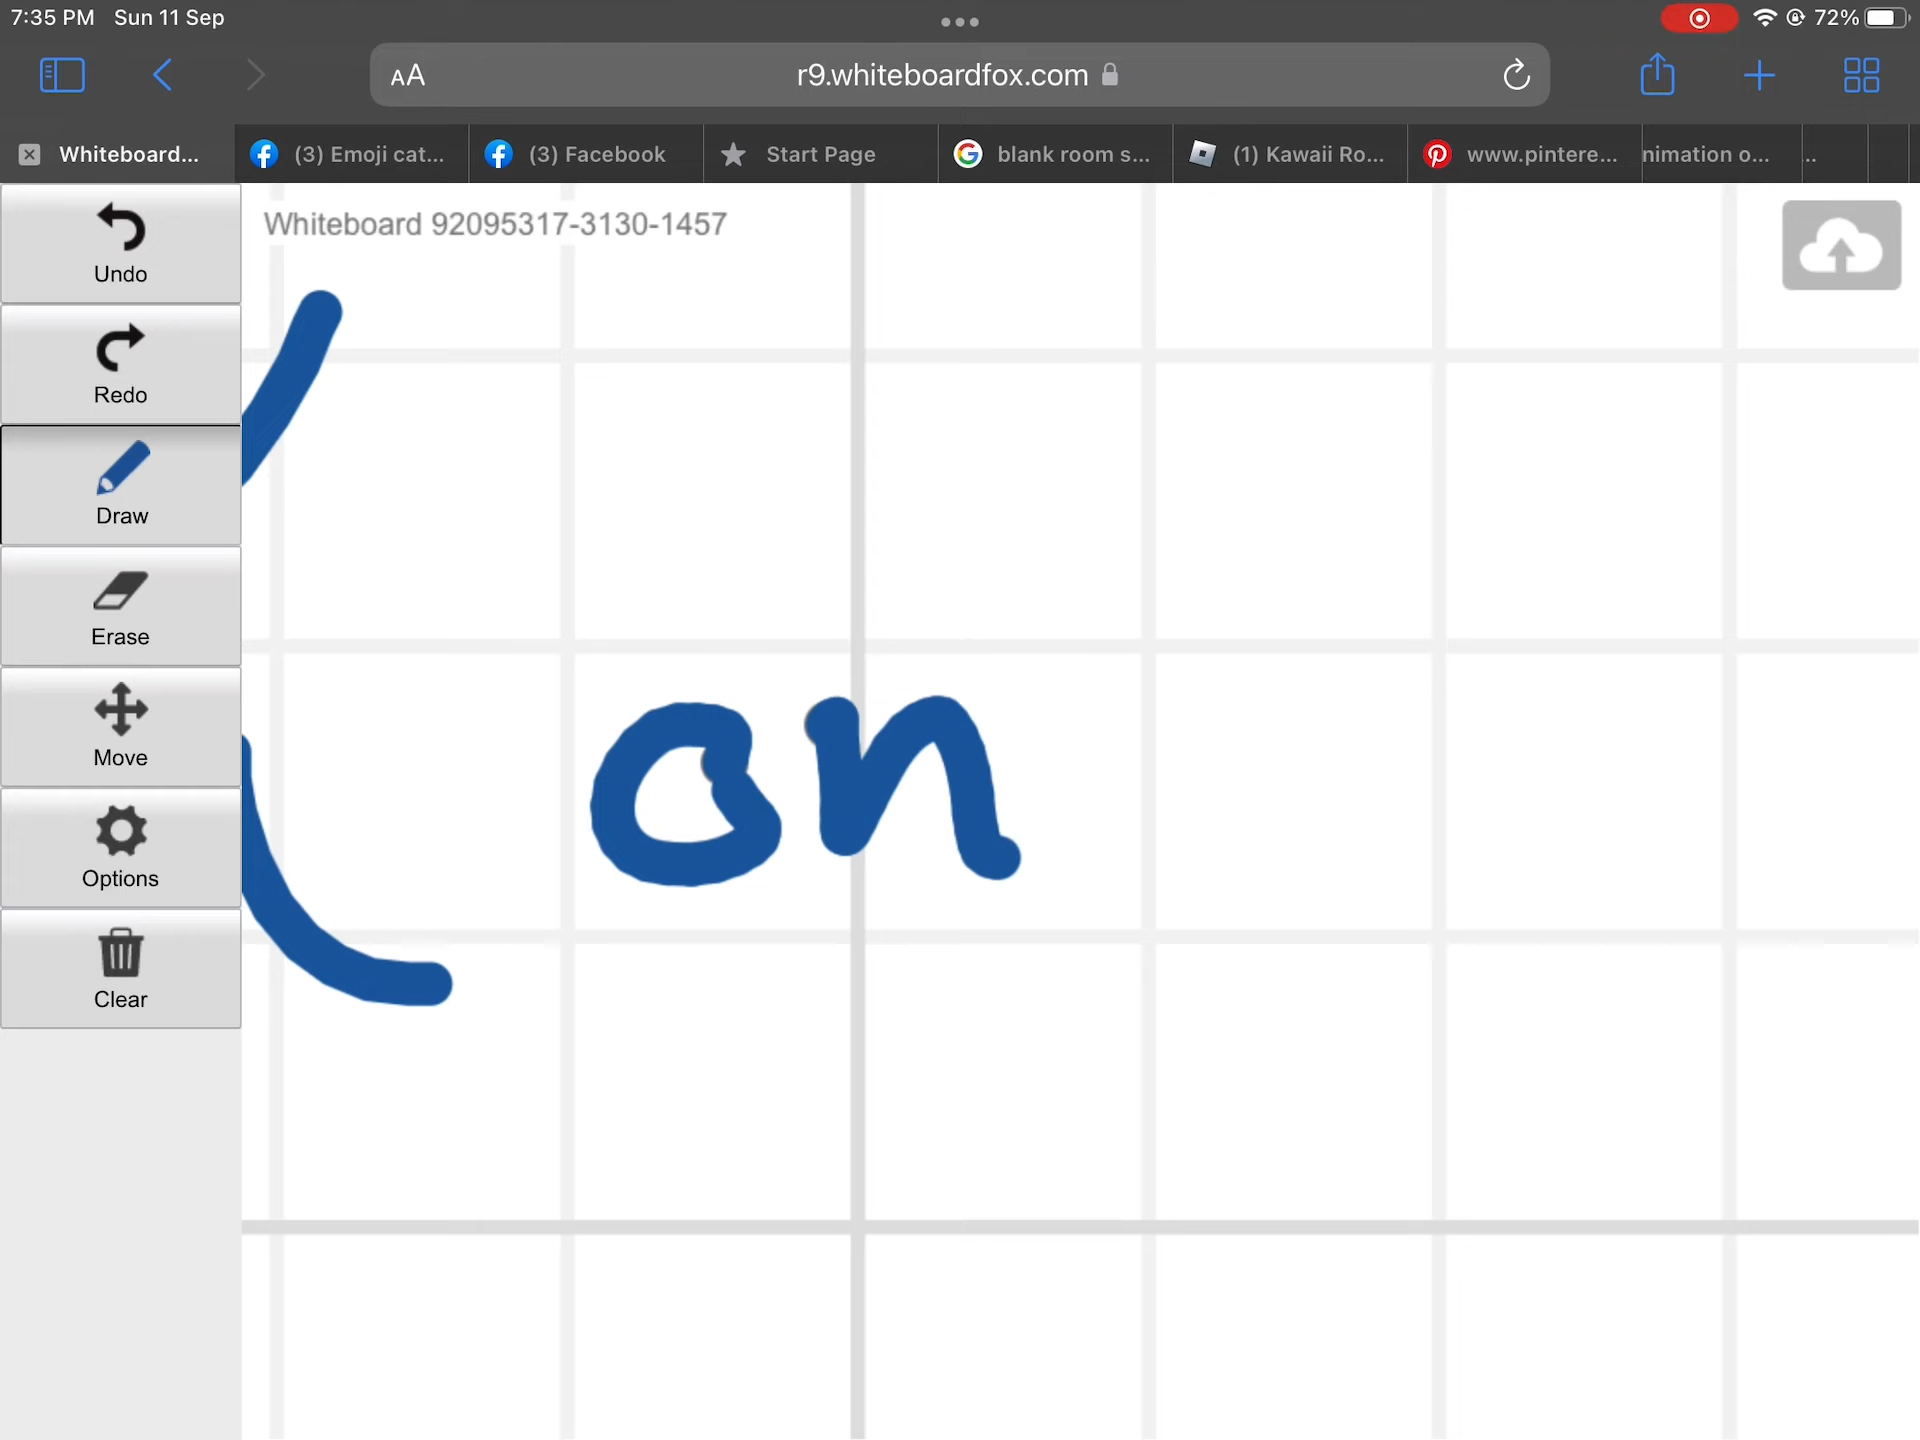 7:35 PM Sun 11 Sep 72%
AA r9.whiteboardfox.com
Whiteboard... (3) Emoji cat... (3) Facebook Start Page blank room s... (1) Kawaii Ro... www.pintere... nimation o... ..
Whiteboard 92095317-3130-1457
Undo
Redo
Draw
Erase
Move
Options
Clear
an